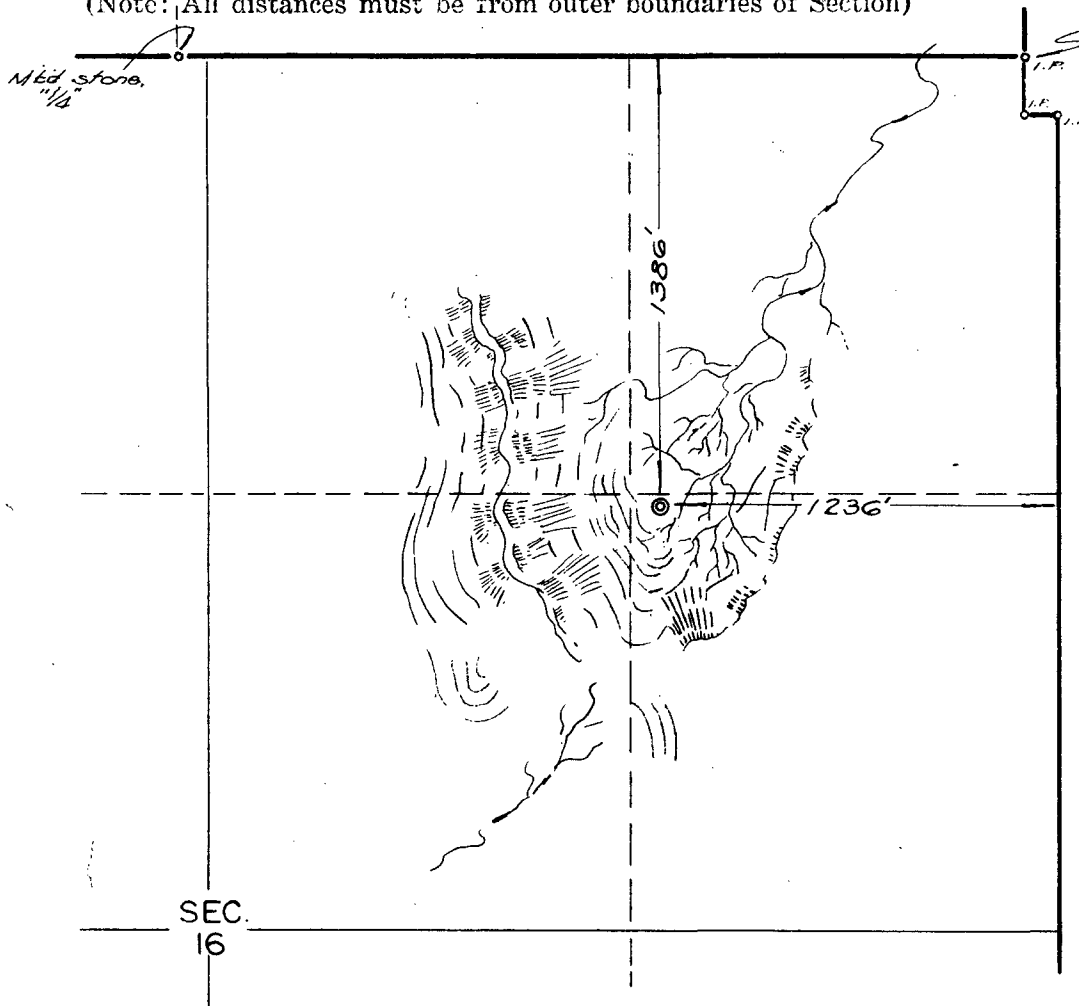 (Note: All distances must be from outer boundaries of Section)
Mkd stone.
"1/4"
I.P.
I.P.
1386'
1236'
SEC.
16